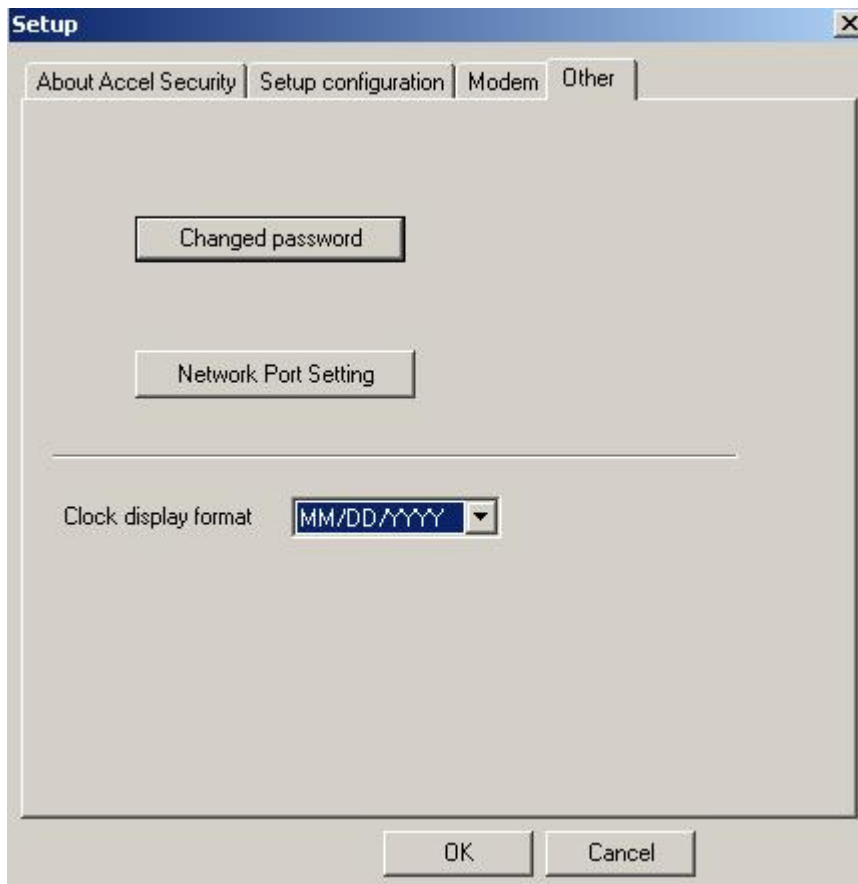 Setup
About Accel Security Setup configuration Modem Other
Changed password
Network Port Setting
Clock display format MM/DD/YYYY
OK Cancel